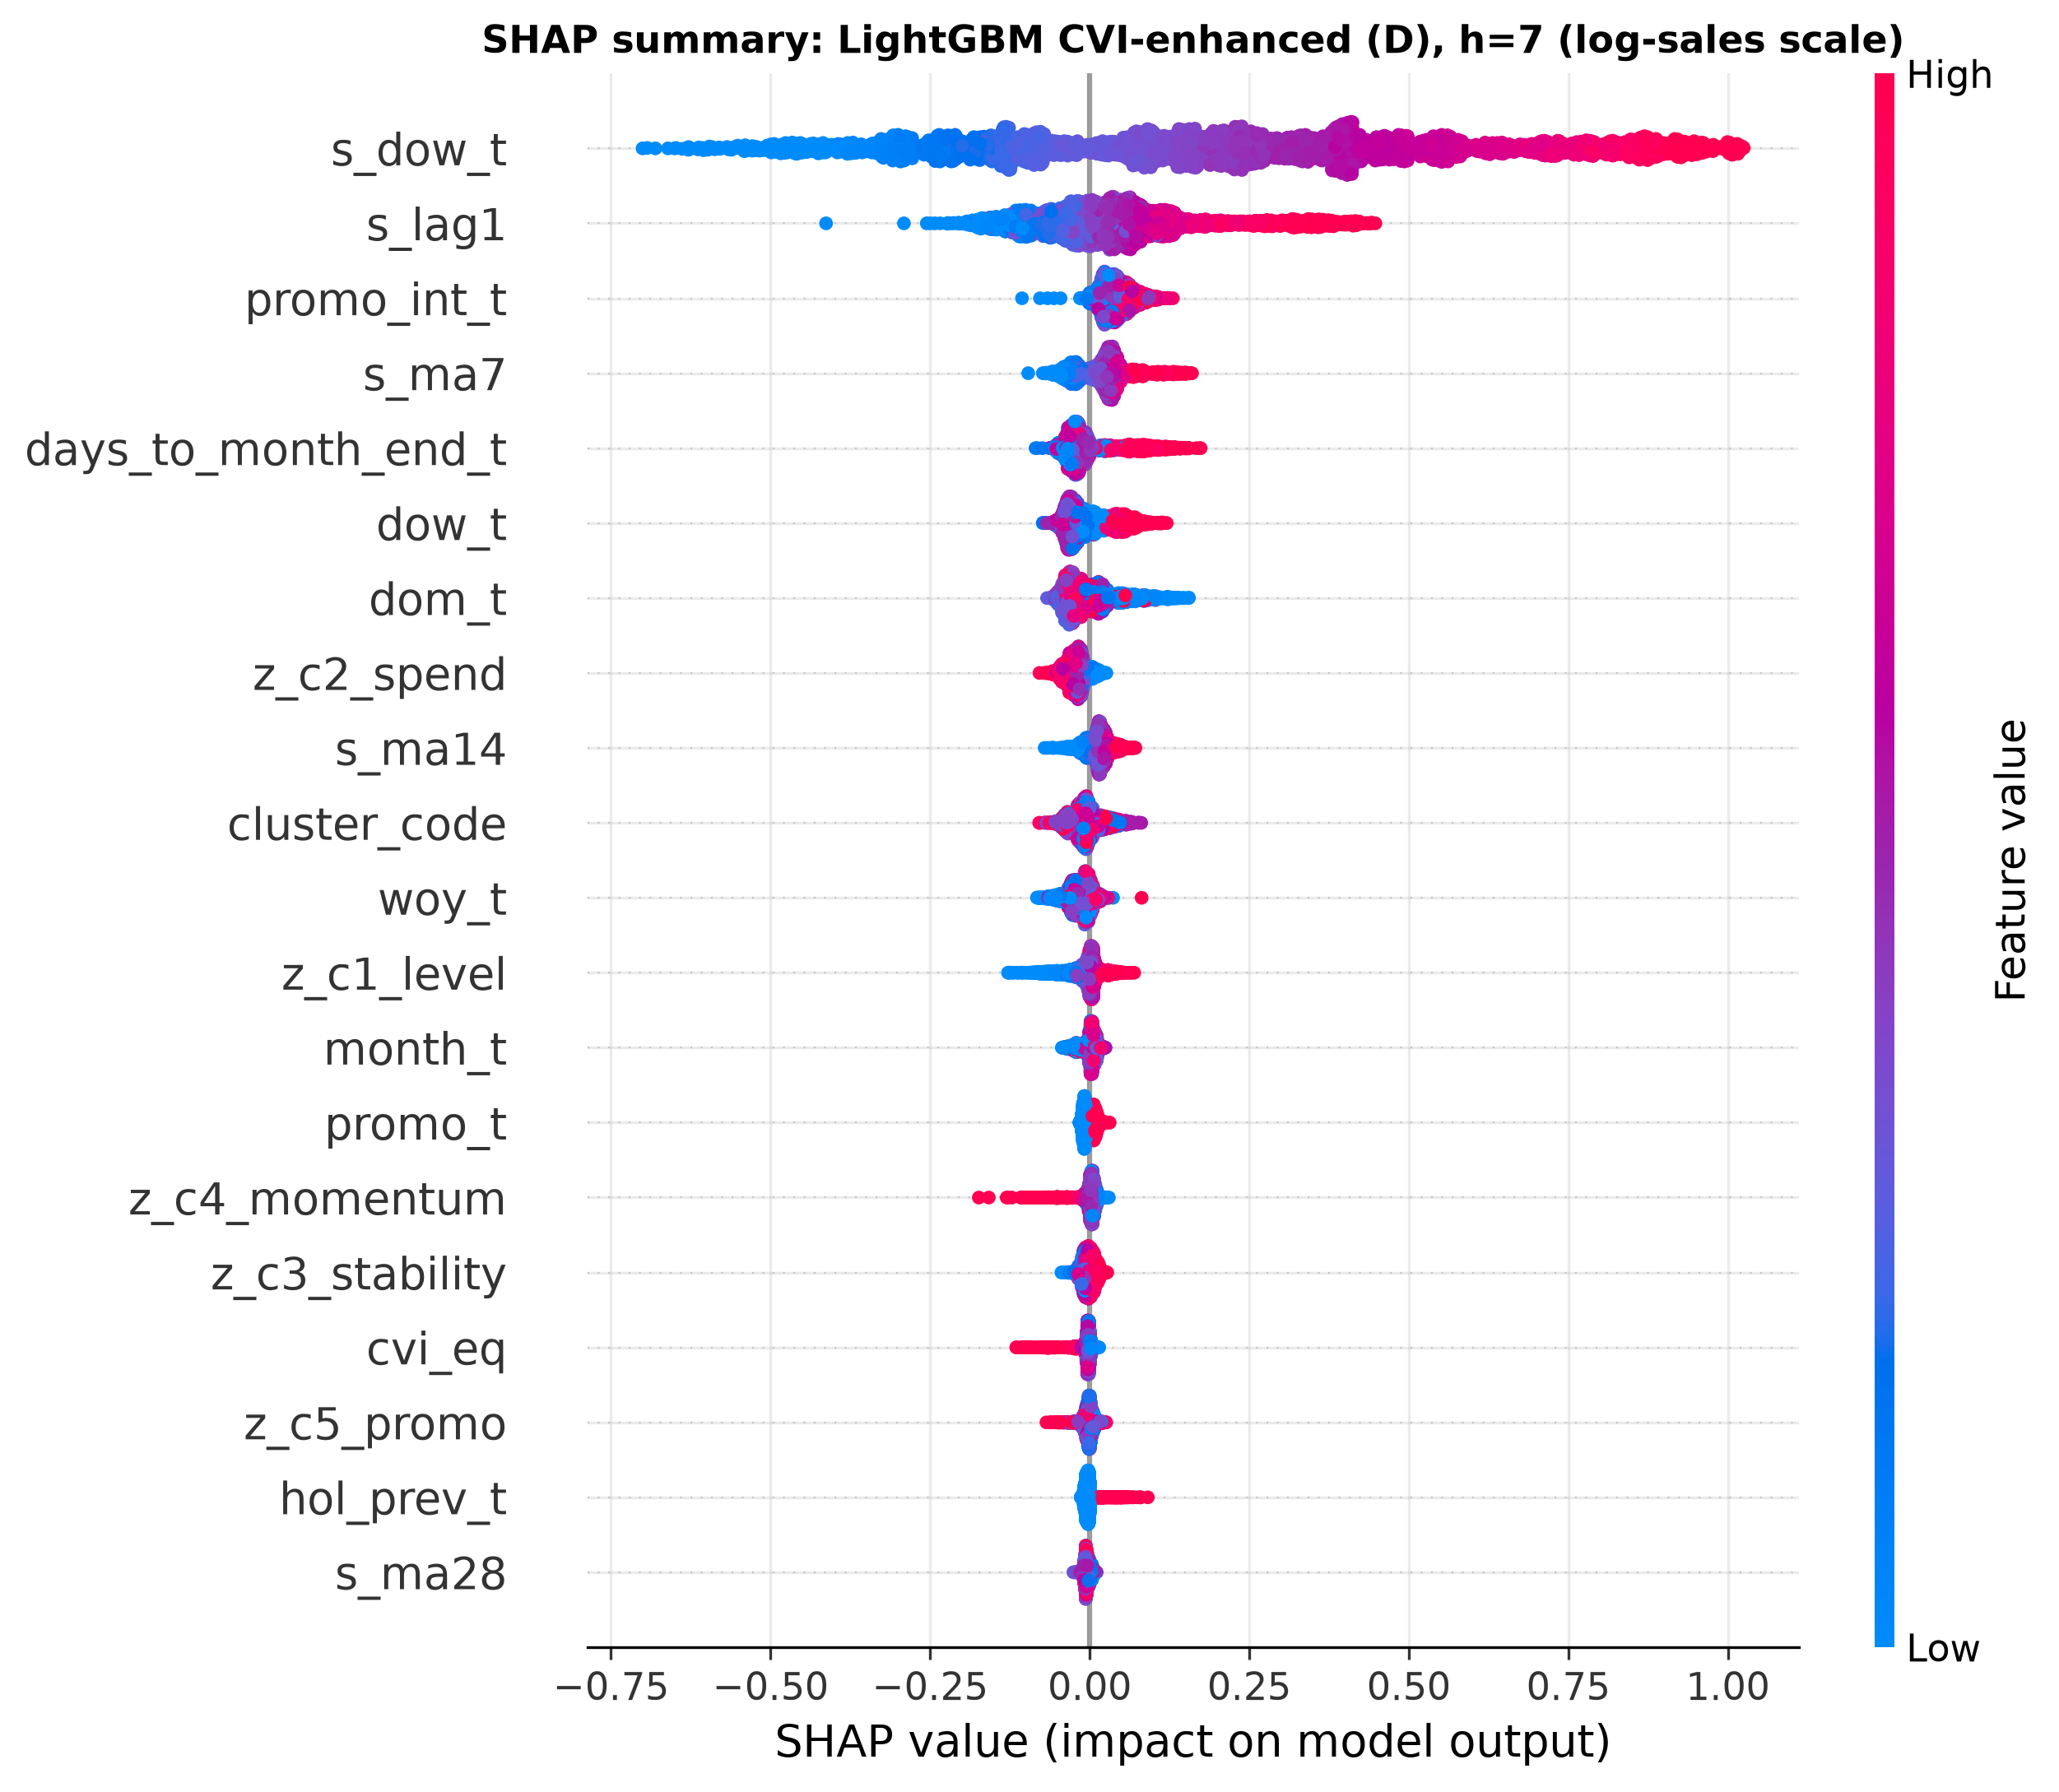 SHAP summary: LightGBM CVI-enhanced (D), h=7 (log-sales scale)
High
s_dow_t
s_lag1
promo_int_t
s_ma7
days_to_month_end_t
dow_t
dom_t
z_c2_spend
s_ma14
cluster_code
woy_t
z_c1_level
month_t
promo_t
z_c4_momentum
z_c3_stability
cvi_eq
z_c5_promo
hol_prev_t
s_ma28
Feature value
Low
−0.75 −0.50 −0.25 0.00 0.25 0.50 0.75 1.00
SHAP value (impact on model output)